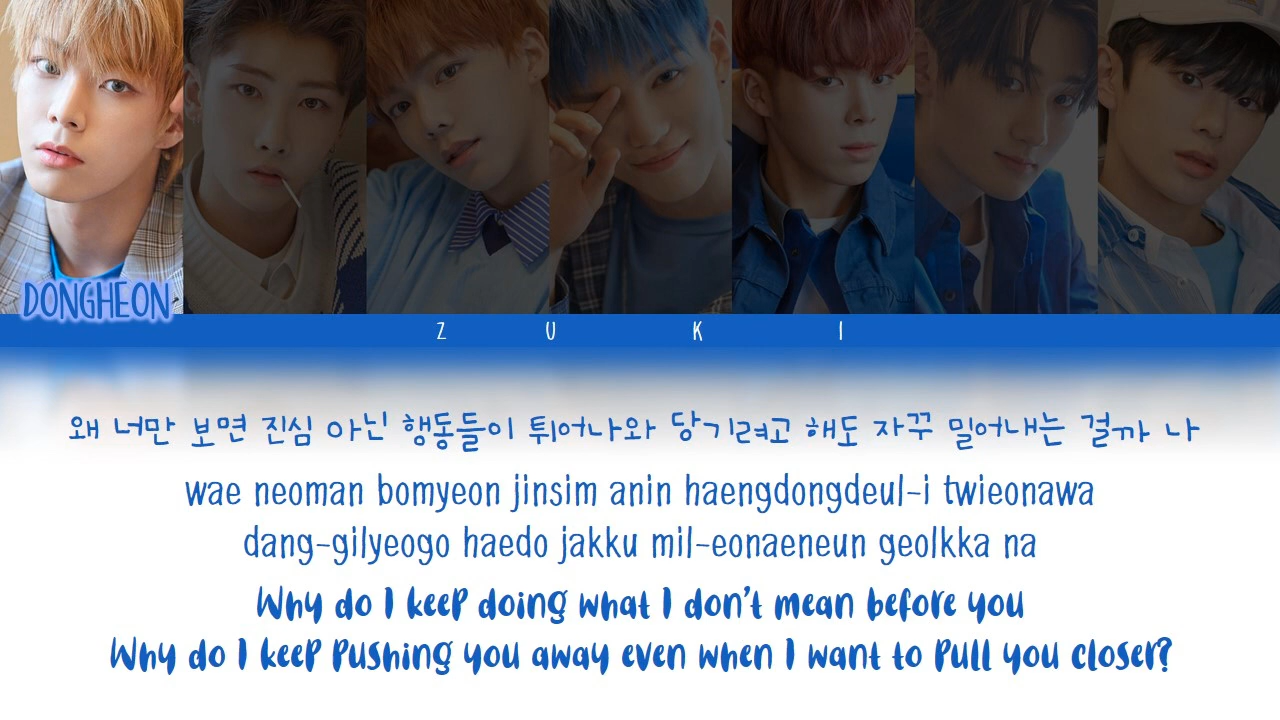 DONGHEON
Z U K I
왜 너만 보면 진심 아닌 행동들이 튀어나와 당기려고 해도 자꾸 밀어내는 걸까 나
wae neoman bomyeon jinsim anin haengdongdeul-i twieonawa
dang-gilyeogo haedo jakku mil-eonaeneun geolkka na
Why do I keep doing what I don't mean before you
Why do I keep pushing you away even when I want to pull you closer?